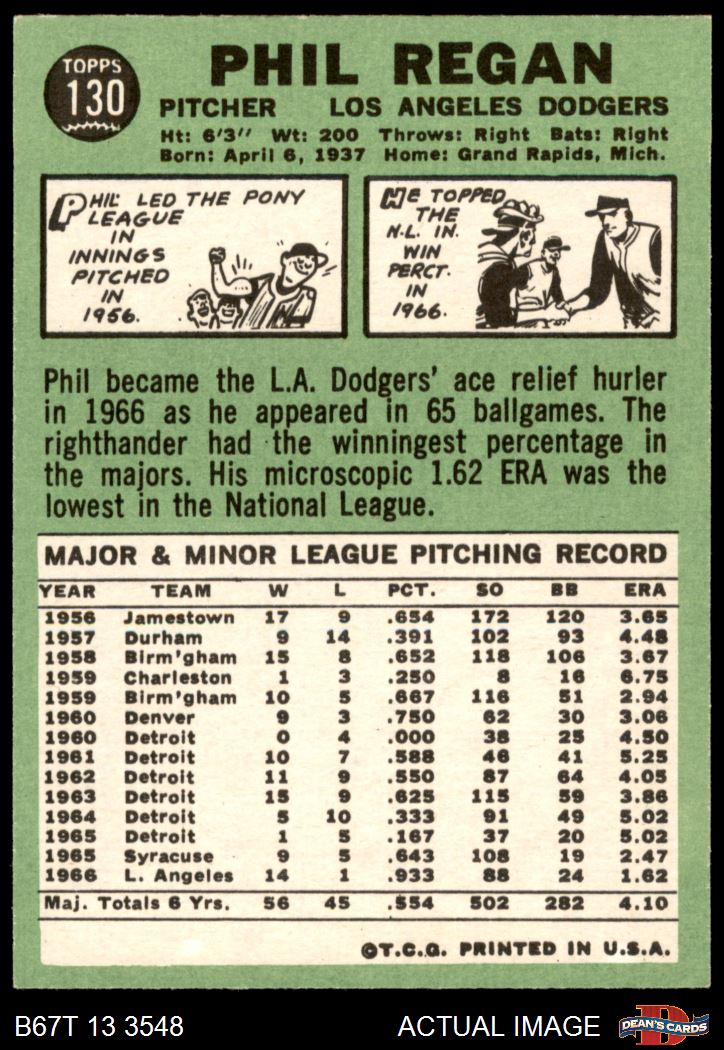 TOPPS
130
PHIL REGAN
PITCHER LOS ANGELES DODGERS
Ht: 6'3" Wt: 200 Throws: Right Bats: Right
Born: April 6, 1937 Home: Grand Rapids, Mich.
PHIL LED THE PONY
LEAGUE
IN
INNINGS
PITCHED
IN
1956.
HE TOPPED
THE
N.L. IN
WIN
PERCT.
IN
1966.
Phil became the L.A. Dodgers' ace relief hurler
in 1966 as he appeared in 65 ballgames. The
righthander had the winningest percentage in
the majors. His microscopic 1.62 ERA was the
lowest in the National League.
MAJOR & MINOR LEAGUE PITCHING RECORD
YEAR TEAM W L PCT. SO BB ERA
1956 Jamestown 17 9 .654 172 120 3.65
1957 Durham 9 14 .391 102 93 4.48
1958 Birm'gham 15 8 .652 118 106 3.67
1959 Charleston 1 3 .250 8 16 6.75
1959 Birm'gham 10 5 .667 116 51 2.94
1960 Denver 9 3 .750 62 30 3.06
1960 Detroit 0 4 .000 38 25 4.50
1961 Detroit 10 7 .588 46 41 5.25
1962 Detroit 11 9 .550 87 64 4.05
1963 Detroit 15 9 .625 115 59 3.86
1964 Detroit 5 10 .333 91 49 5.02
1965 Detroit 1 5 .167 37 20 5.02
1965 Syracuse 9 5 .643 108 19 2.47
1966 L. Angeles 14 1 .933 88 24 1.62
Maj. Totals 6 Yrs. 56 45 .554 502 282 4.10
©T.C.G. PRINTED IN U.S.A.
B67T 13 3548 ACTUAL IMAGE D DEAN'S CARDS